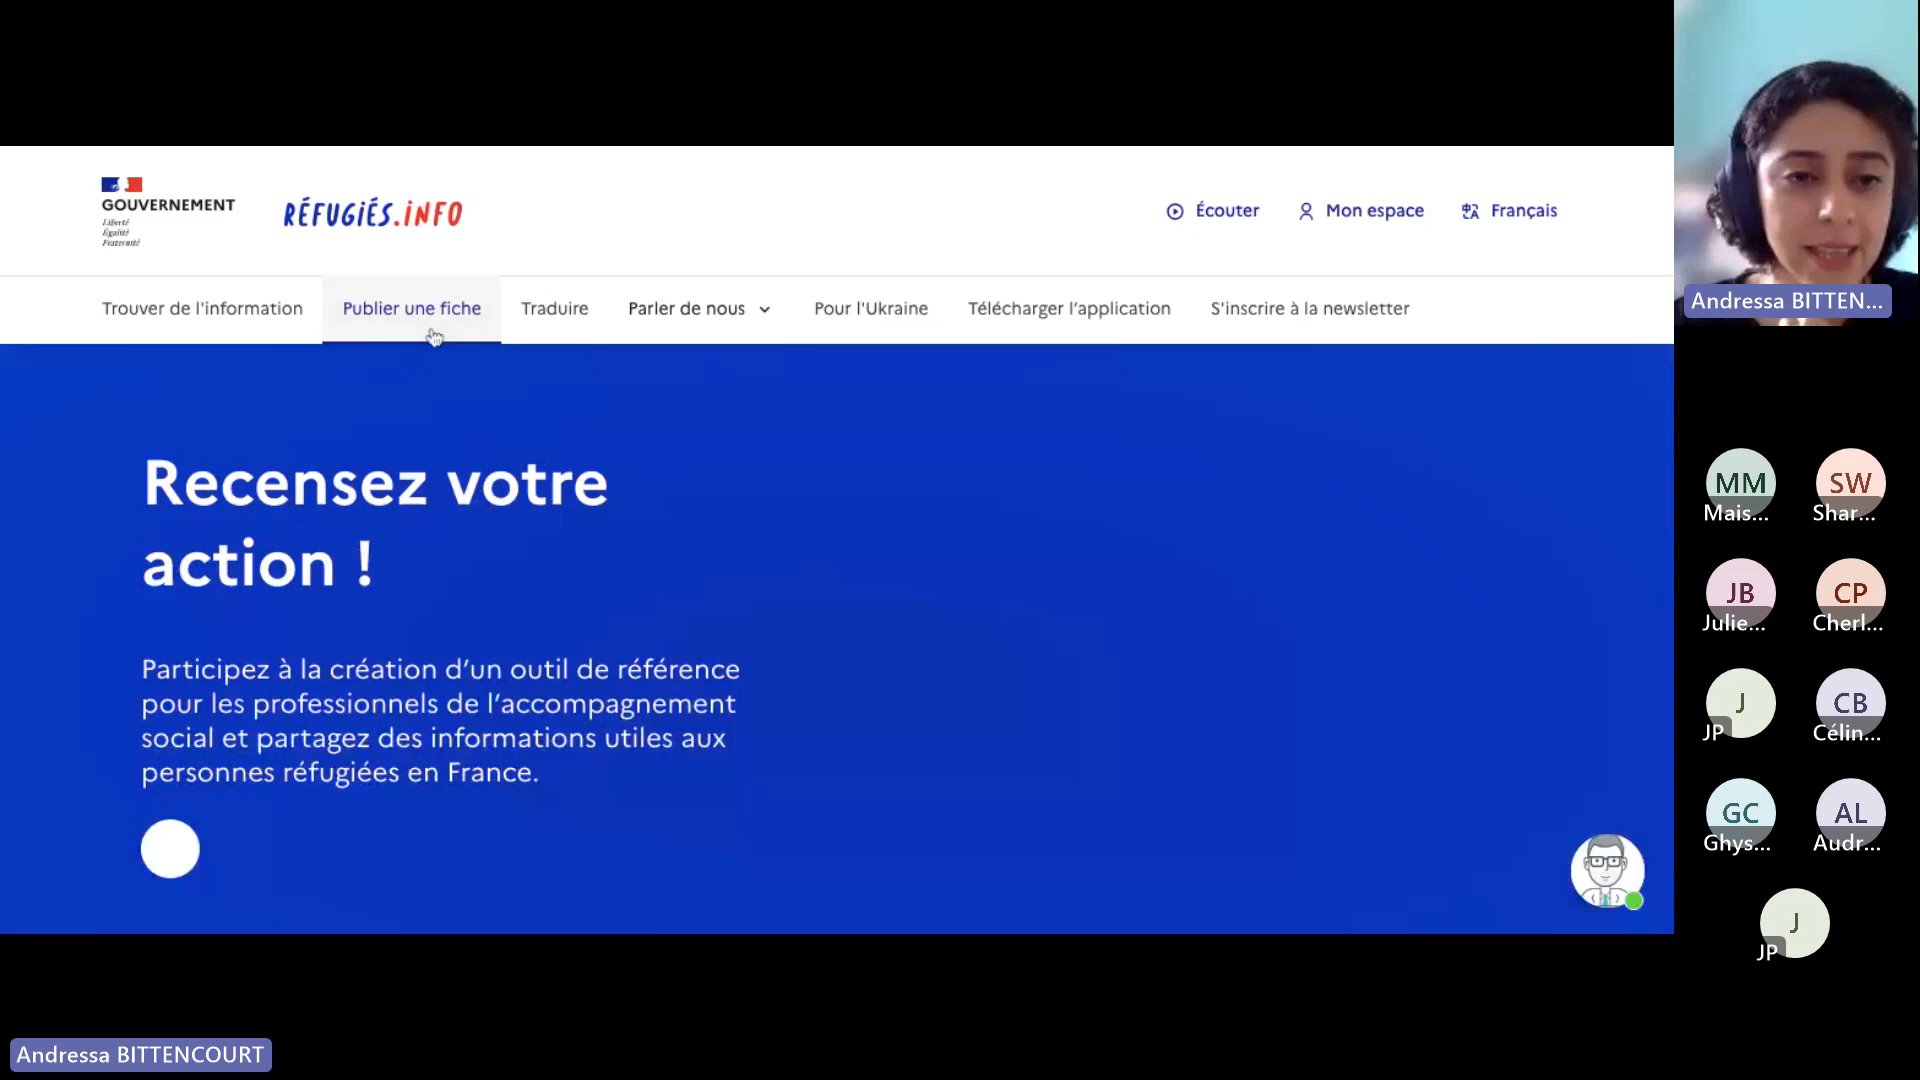 GOUVERNEMENT
Liberté
Égalité
Fraternité
RÉFUGIÉS.INFO
Écouter
Mon espace
Français
Trouver de l'information
Publier une fiche
Traduire
Parler de nous
Pour l'Ukraine
Télécharger l’application
S'inscrire à la newsletter
Recensez votre
action !
Participez à la création d’un outil de référence
pour les professionnels de l’accompagnement
social et partagez des informations utiles aux
personnes réfugiées en France.
Andressa BITTEN...
MM
Mais...
SW
Shar...
JB
Julie...
CP
Cherl...
J
JP
CB
Célin...
GC
Ghys...
AL
Audr...
J
JP
Andressa BITTENCOURT